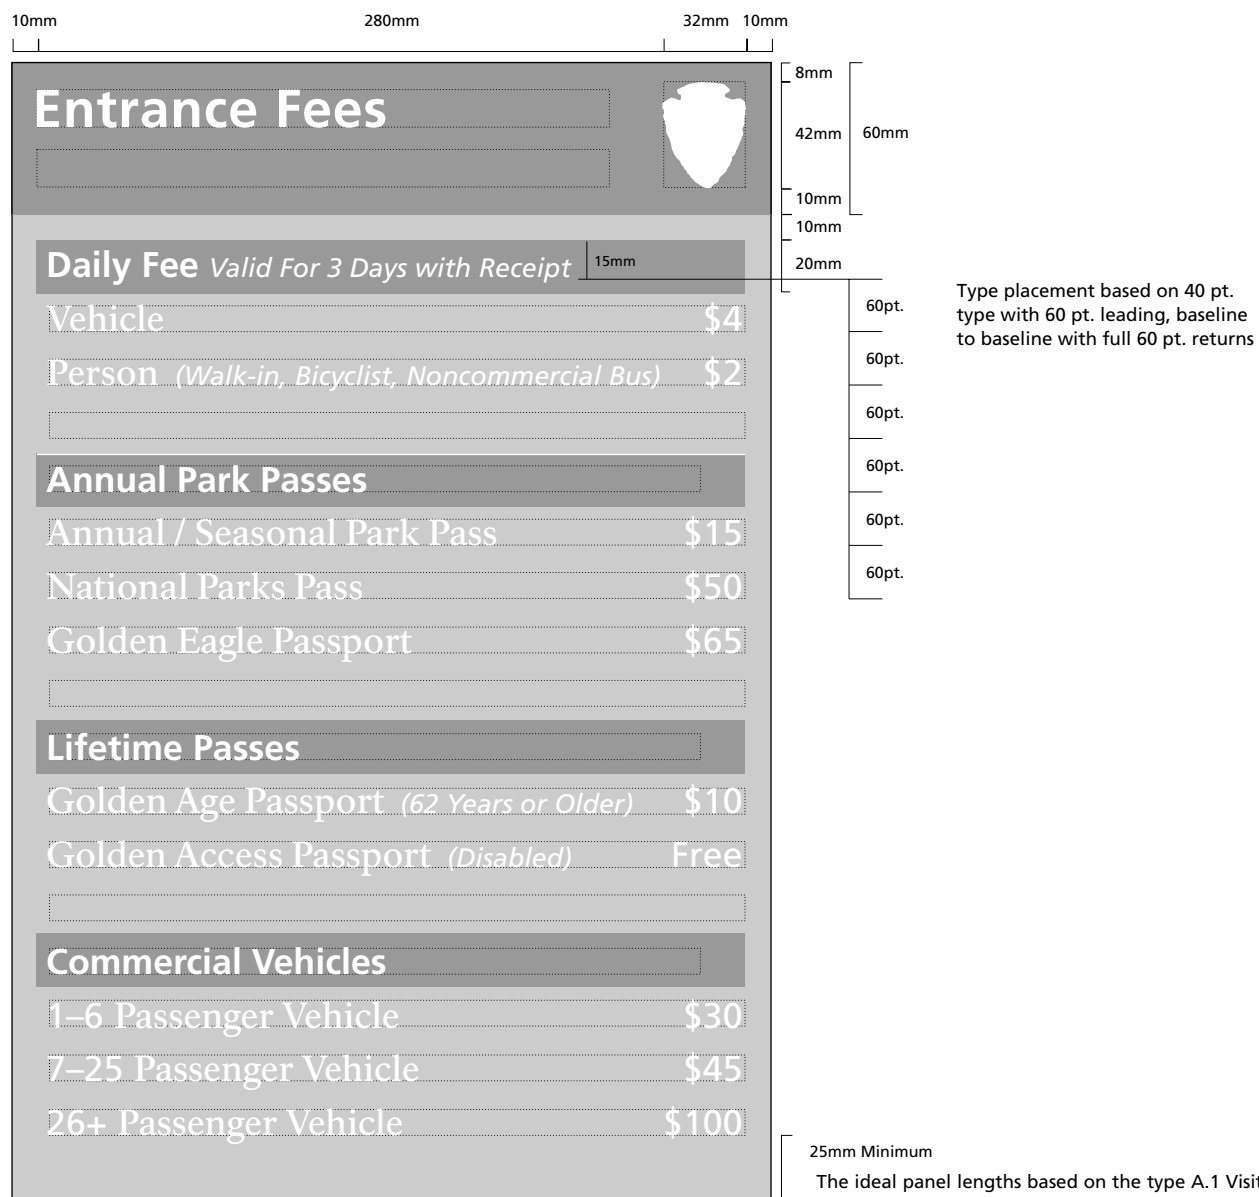 10mm 280mm 32mm 10mm
8mm
Entrance Fees
42mm 60mm
10mm
10mm
Daily Fee Valid For 3 Days with Receipt 15mm 20mm
Type placement based on 40 pt.
type with 60 pt. leading, baseline
to baseline with full 60 pt. returns
Vehicle $4 60pt.
Person (Walk-in, Bicyclist, Noncommercial Bus) $2 60pt.
60pt.
Annual Park Passes 60pt.
Annual / Seasonal Park Pass $15 60pt.
National Parks Pass $50 60pt.
Golden Eagle Passport $65
Lifetime Passes
Golden Age Passport (62 Years or Older) $10
Golden Access Passport (Disabled) Free
Commercial Vehicles
1–6 Passenger Vehicle $30
7–25 Passenger Vehicle $45
26+ Passenger Vehicle $100
25mm Minimum
The ideal panel lengths based on the type A.1 Visit